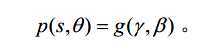 p(s,θ) = g(γ,β) 。